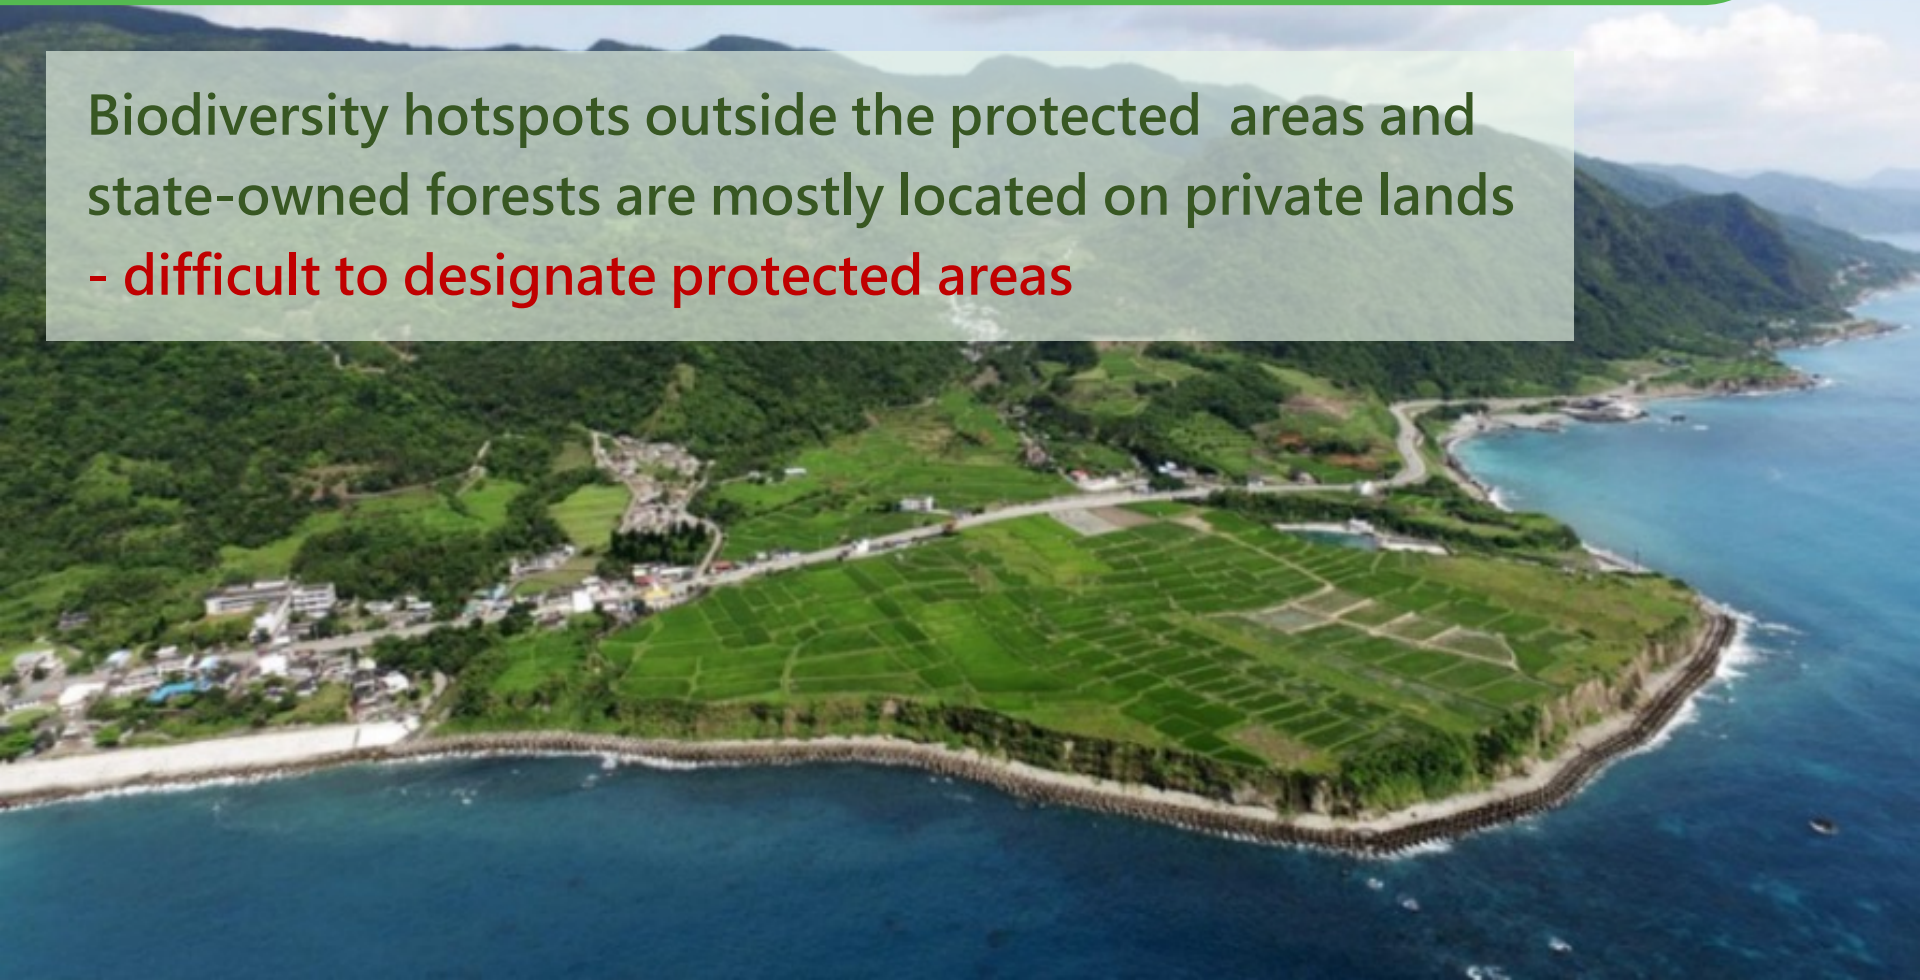 Biodiversity hotspots outside the protected  areas and
state-owned forests are mostly located on private lands
- difficult to designate protected areas